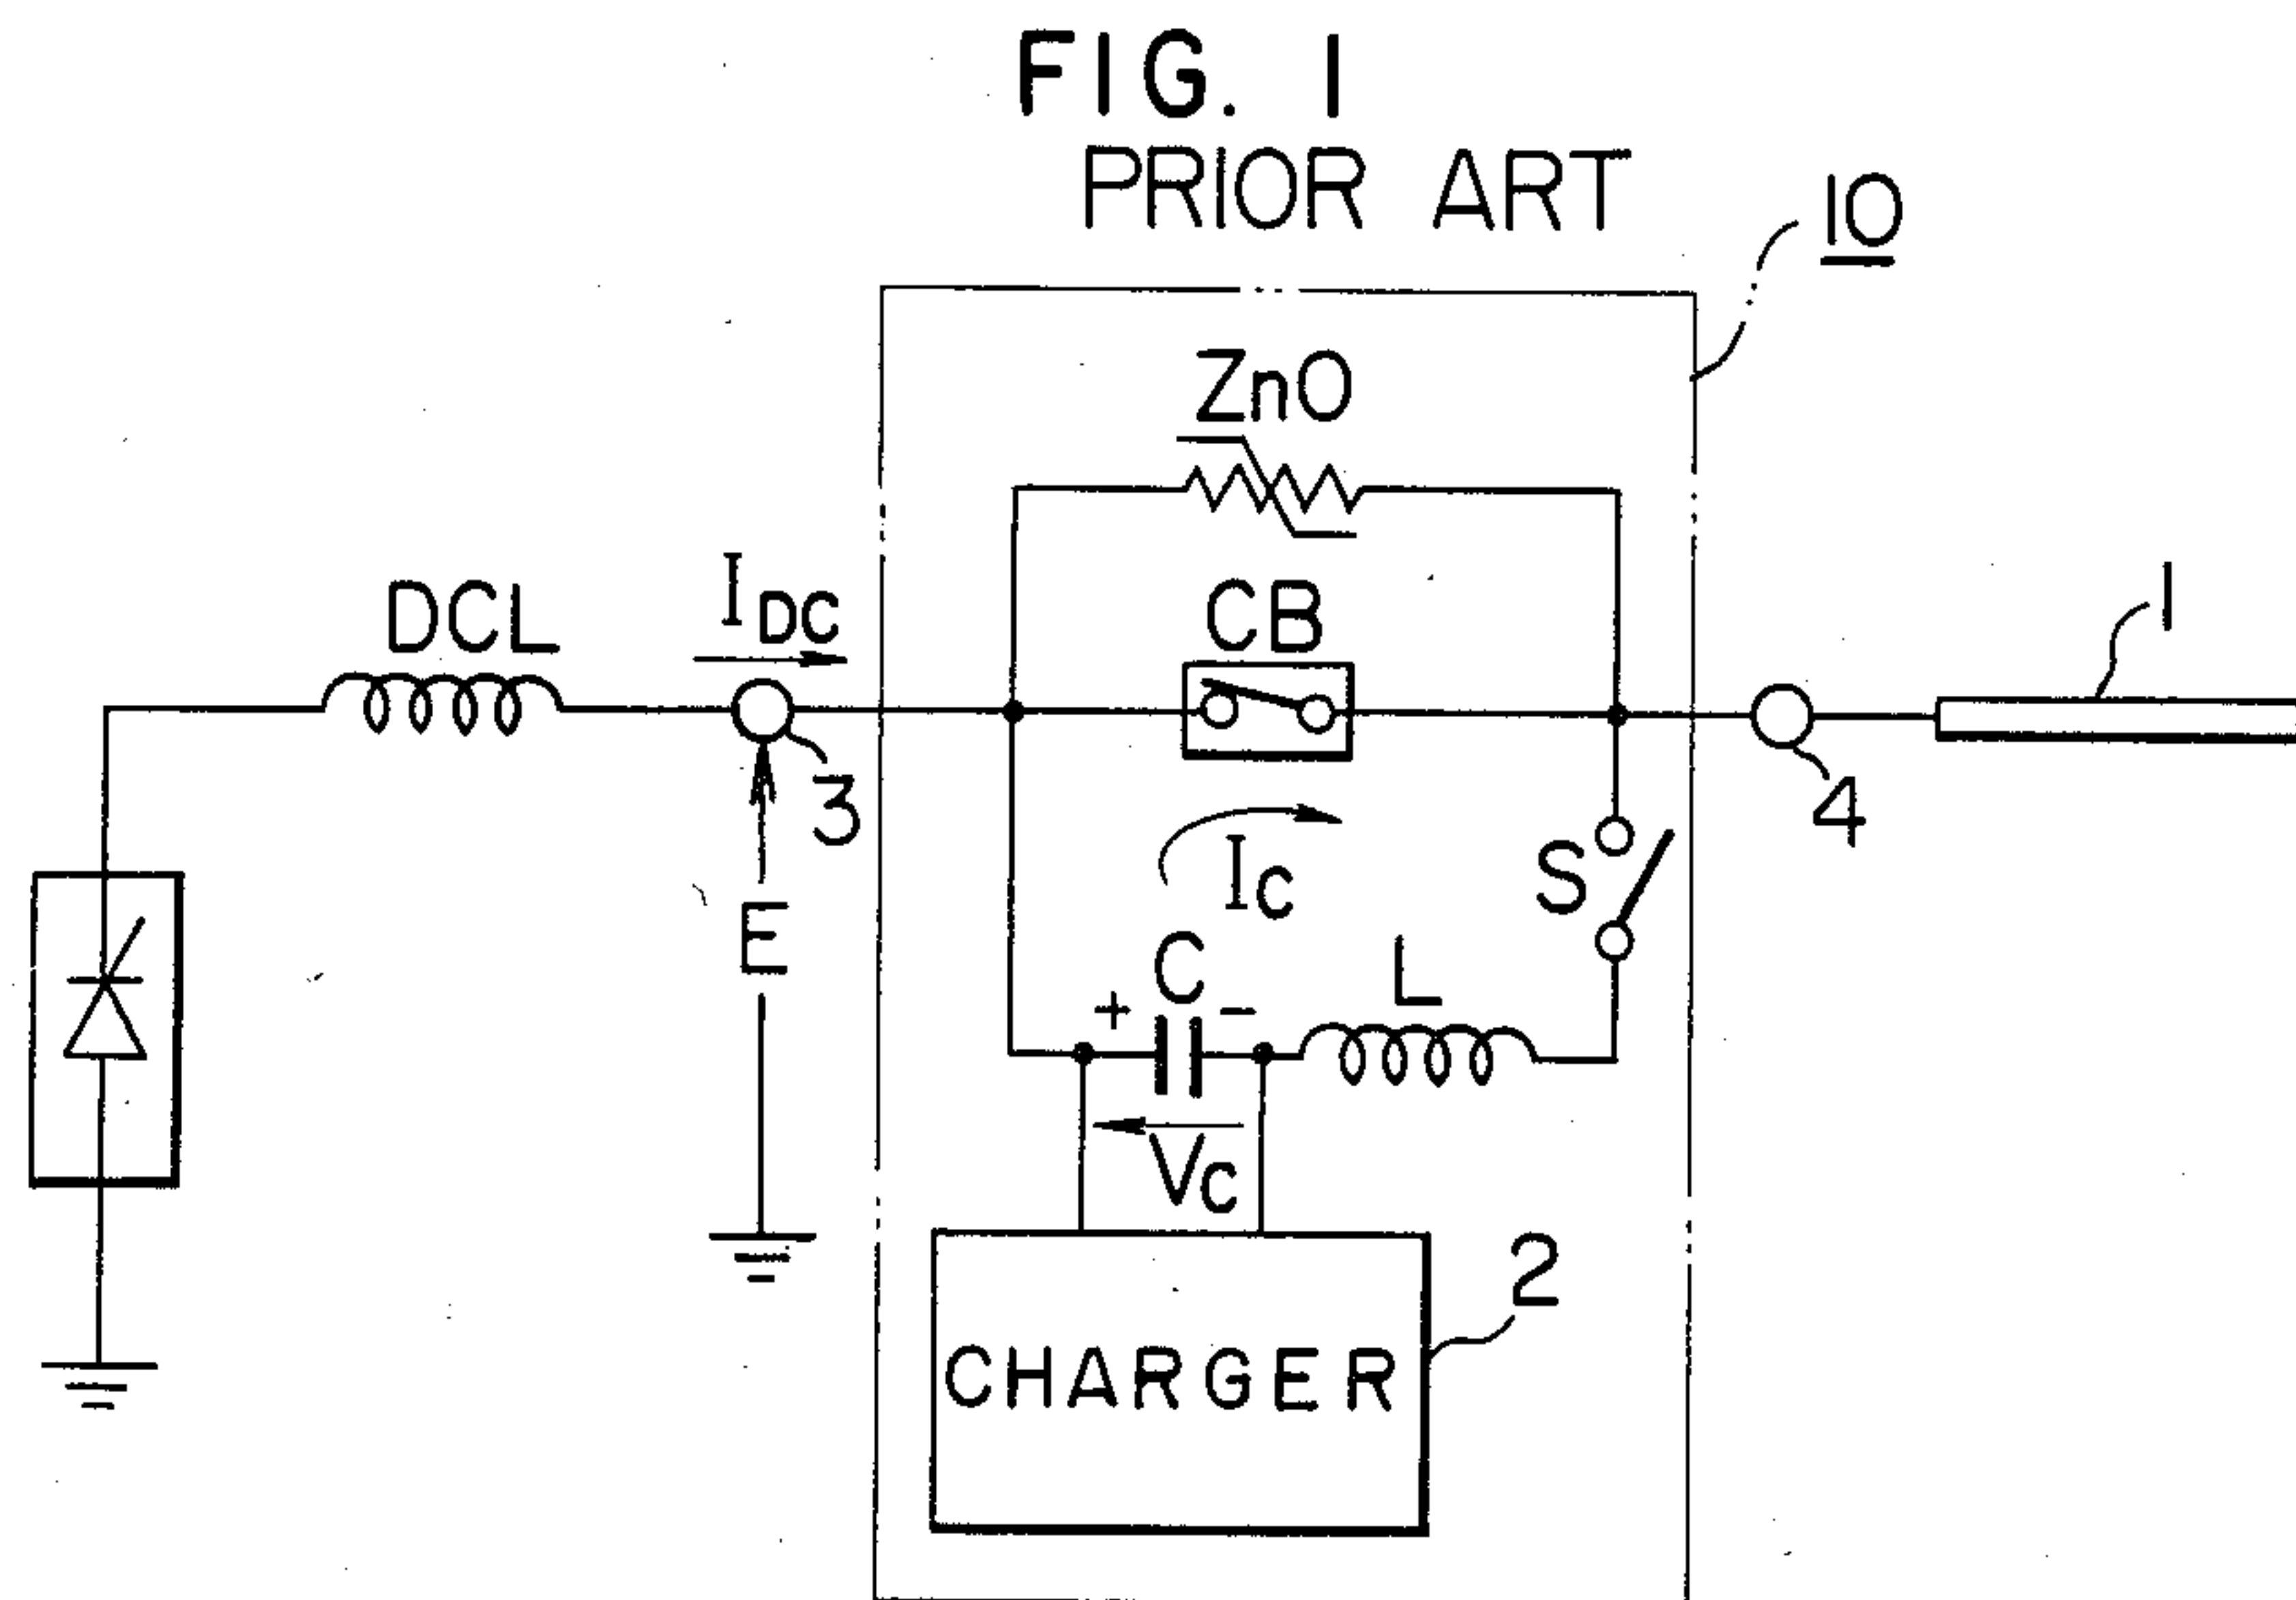 FIG. 1
PRIOR ART
10
ZnO
DCL
IDC
CB
1
3
4
IC
S
E
C
L
+
-
VC
2
CHARGER